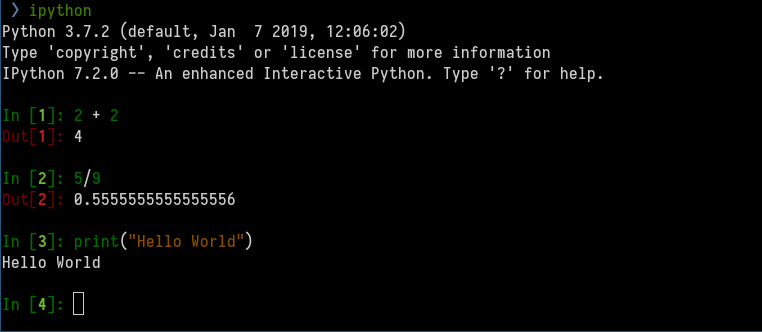 ❯ ipython
Python 3.7.2 (default, Jan  7 2019, 12:06:02)
Type 'copyright', 'credits' or 'license' for more information
IPython 7.2.0 -- An enhanced Interactive Python. Type '?' for help.
In [1]: 2 + 2
Out[1]: 4
In [2]: 5/9
Out[2]: 0.5555555555555556
In [3]: print("Hello World")
Hello World
In [4]: